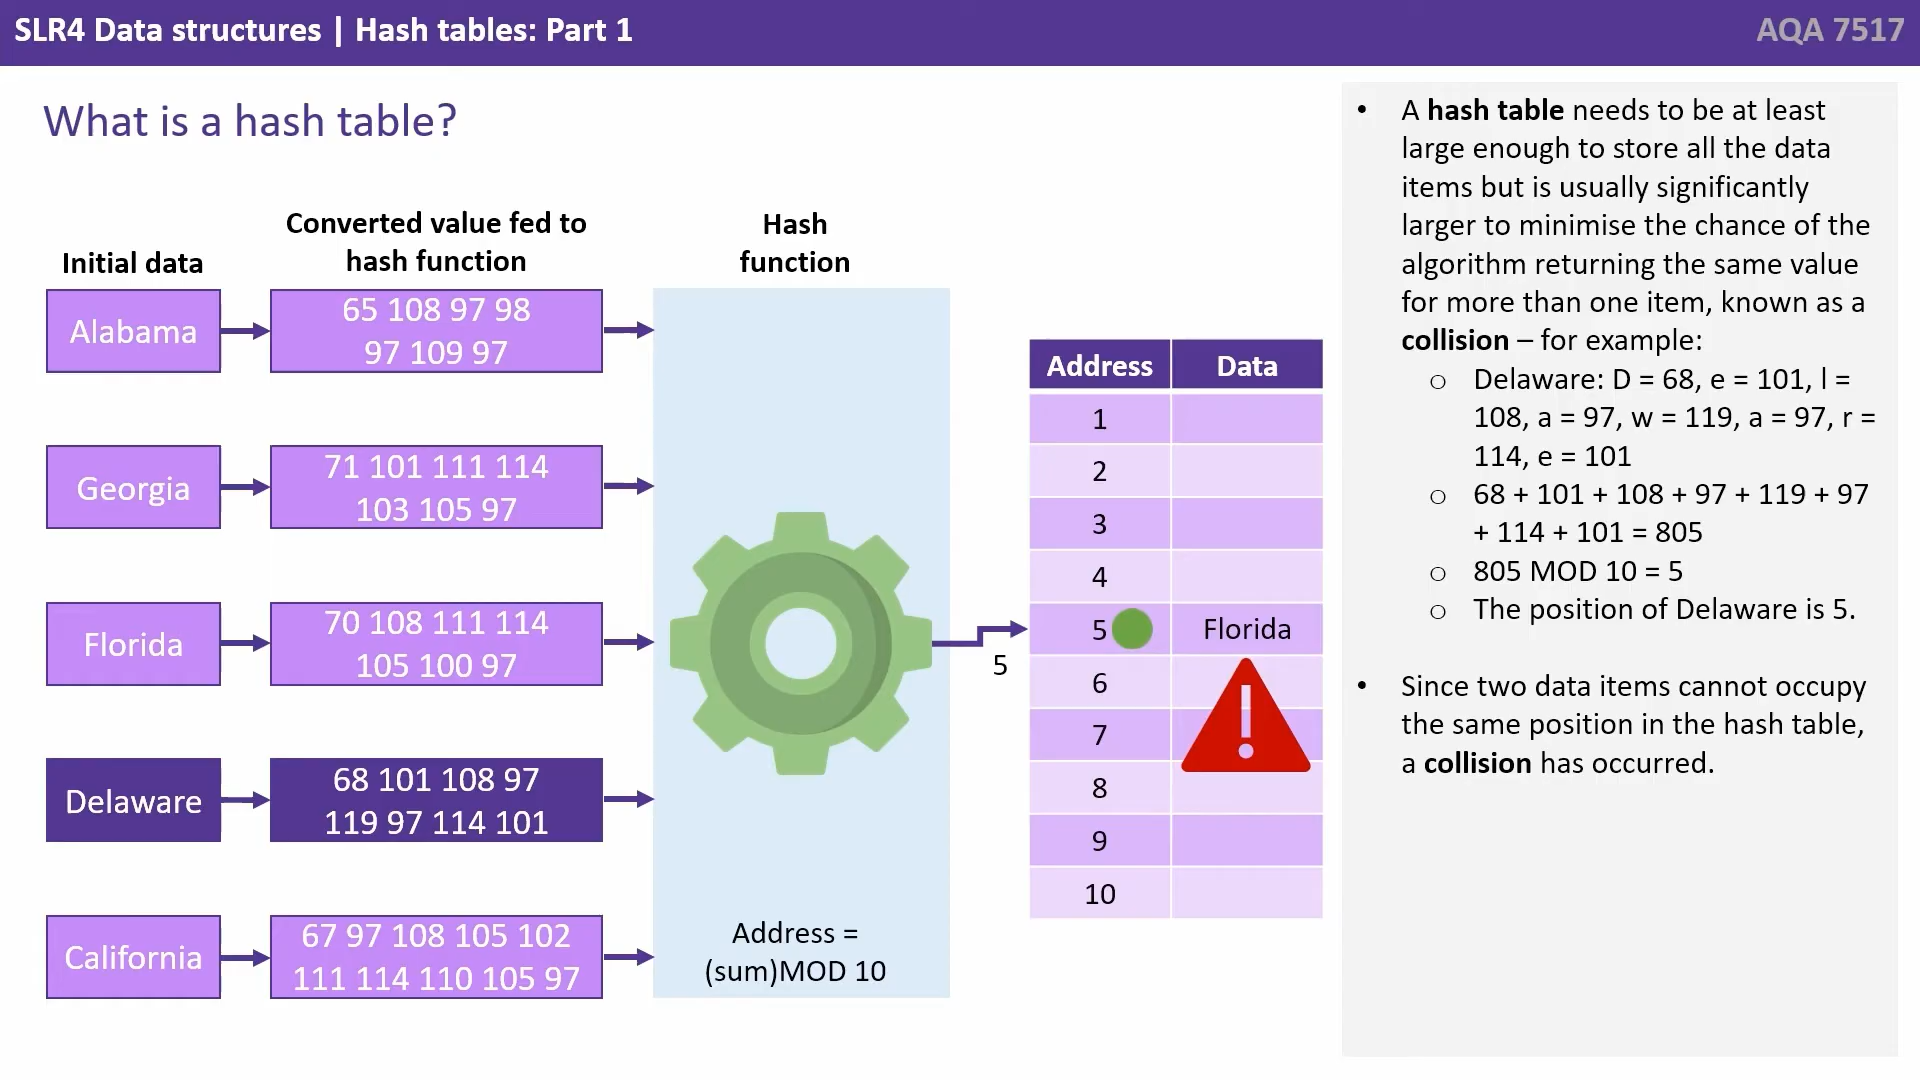 SLR4 Data structures | Hash tables: Part 1
AQA 7517
What is a hash table?
Initial data
Converted value fed to
hash function
Hash
function
Alabama
65 108 97 98
97 109 97
Georgia
71 101 111 114
103 105 97
Florida
70 108 111 114
105 100 97
Delaware
68 101 108 97
119 97 114 101
California
67 97 108 105 102
111 114 110 105 97
Address =
(sum)MOD 10
5
Address Data
1
2
3
4
5 Florida
6
7
8
9
10
• A hash table needs to be at least
large enough to store all the data
items but is usually significantly
larger to minimise the chance of the
algorithm returning the same value
for more than one item, known as a
collision – for example:
o Delaware: D = 68, e = 101, l =
108, a = 97, w = 119, a = 97, r =
114, e = 101
o 68 + 101 + 108 + 97 + 119 + 97
+ 114 + 101 = 805
o 805 MOD 10 = 5
o The position of Delaware is 5.
• Since two data items cannot occupy
the same position in the hash table,
a collision has occurred.